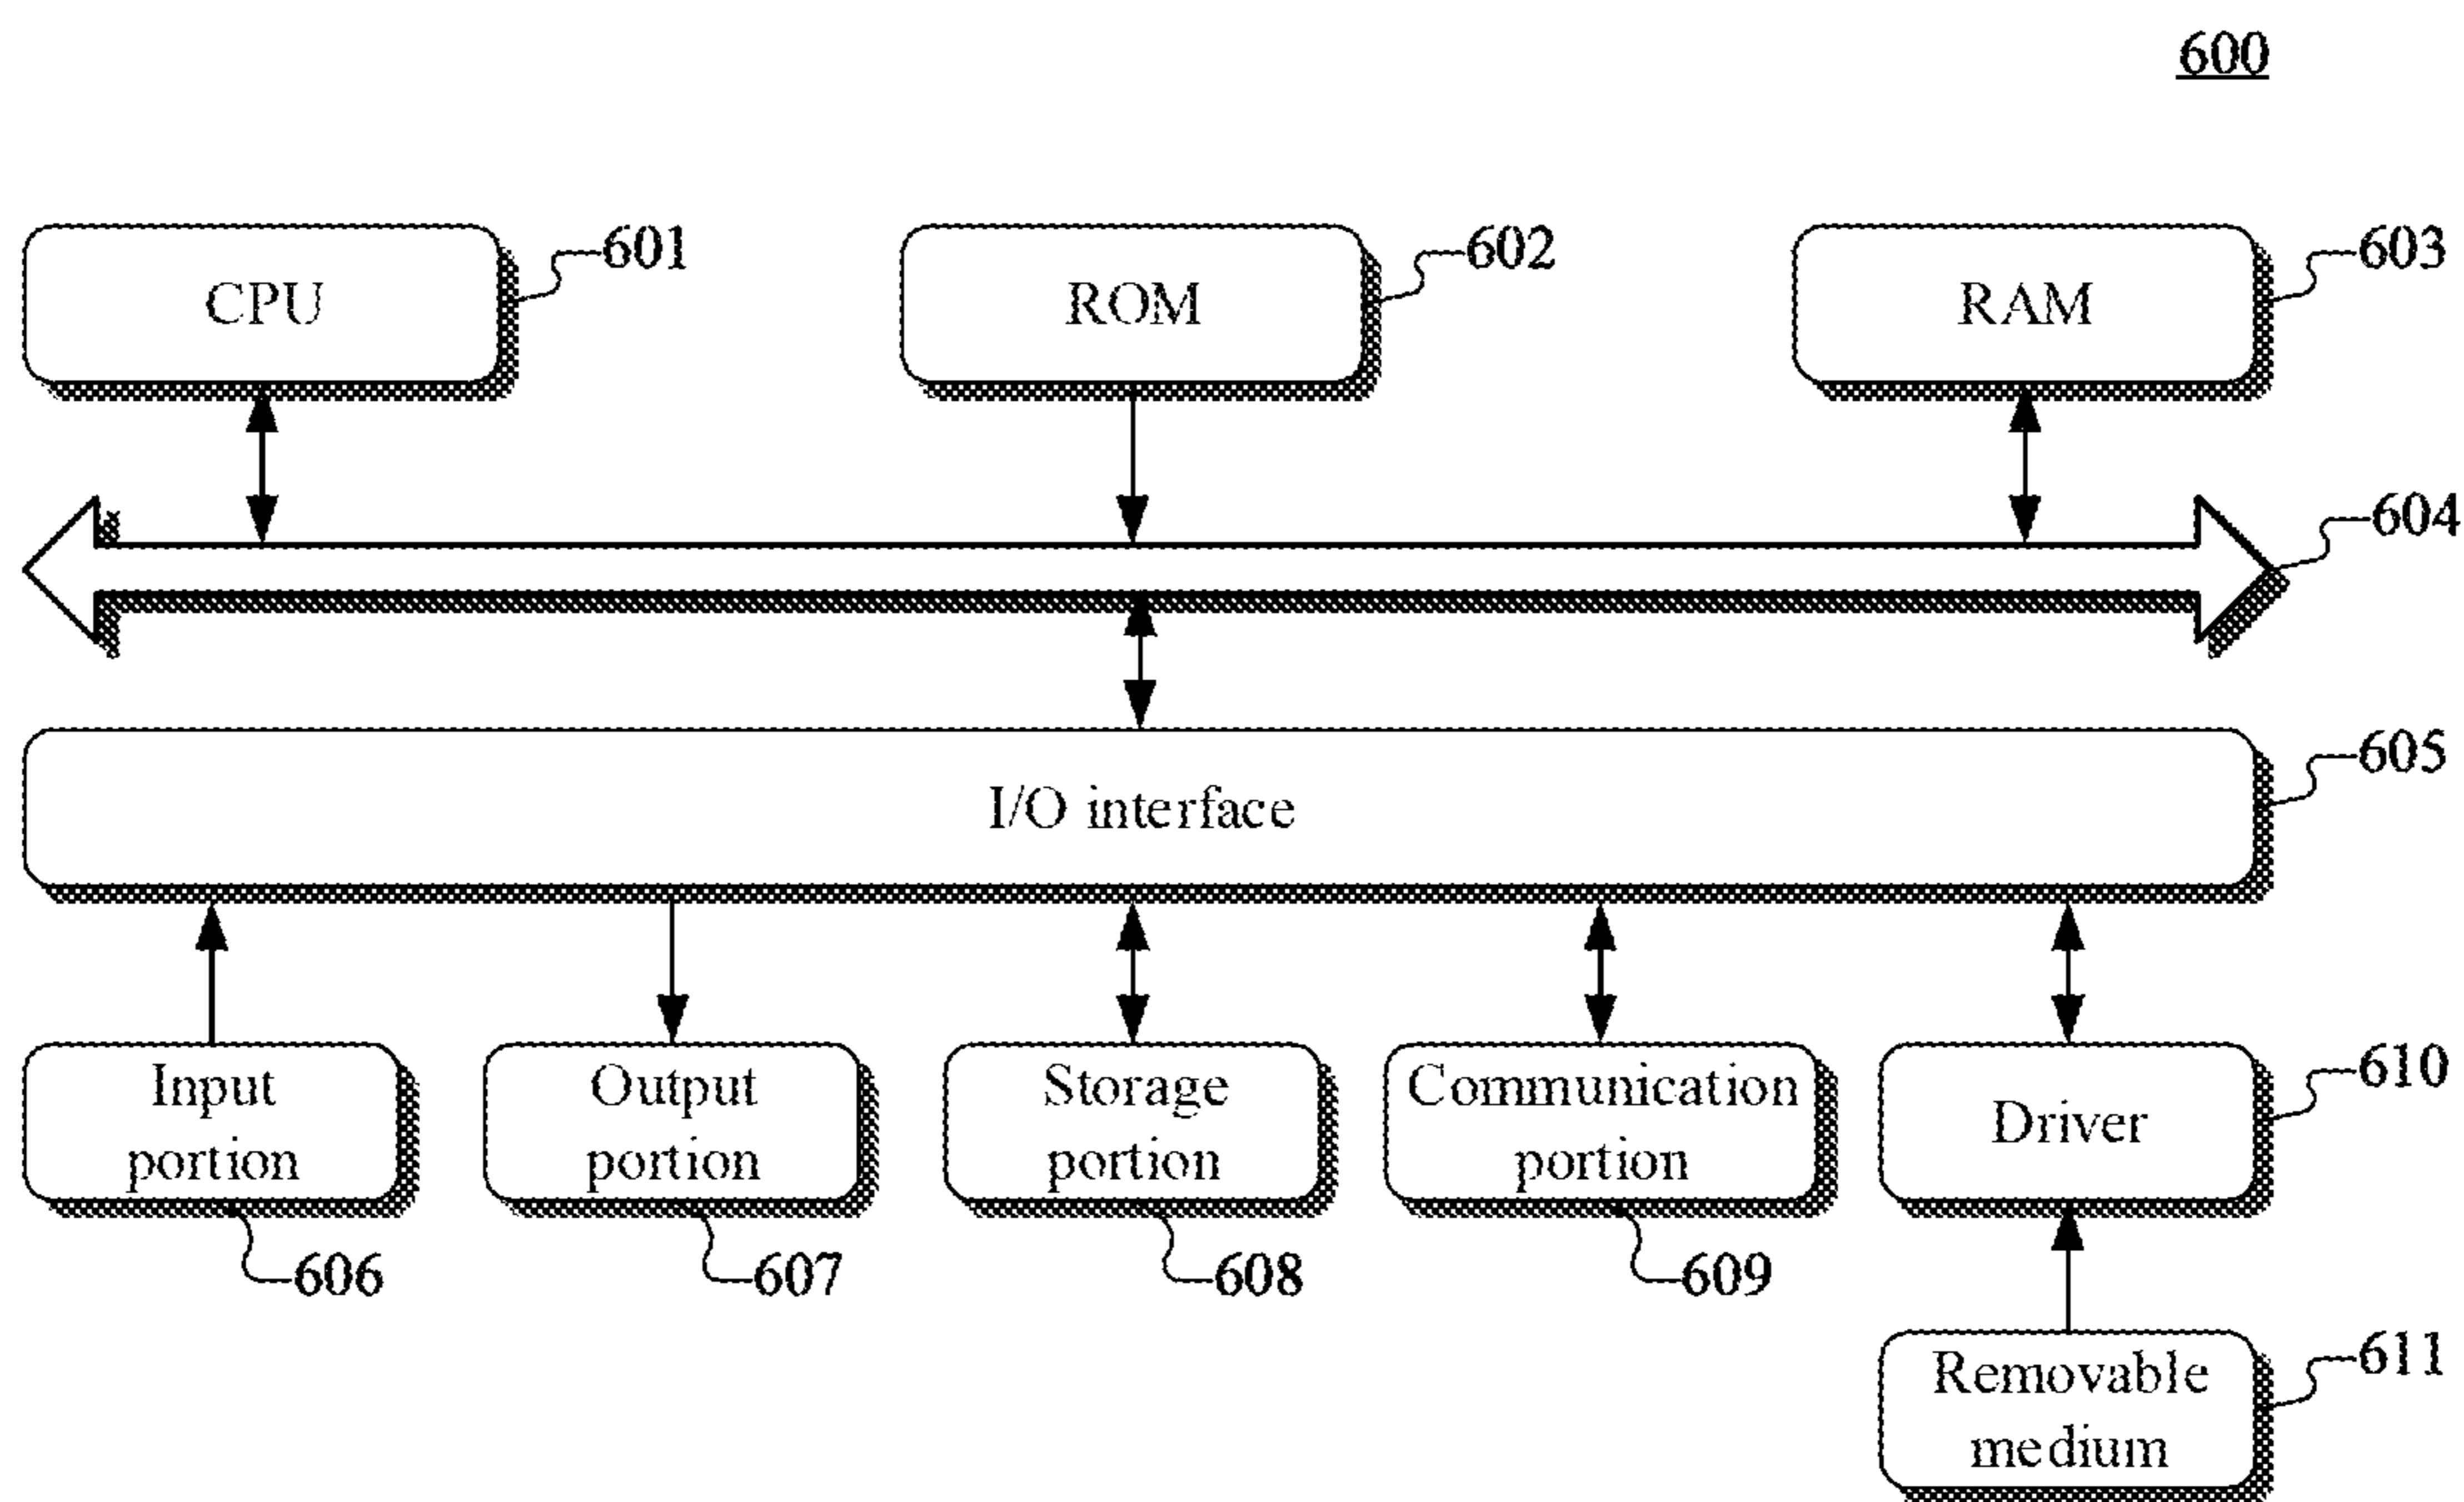 600
CPU
601
ROM
602
RAM
603
604
I/O interface
605
Input
portion
606
Output
portion
607
Storage
portion
608
Communication
portion
609
Driver
610
Removable
medium
611